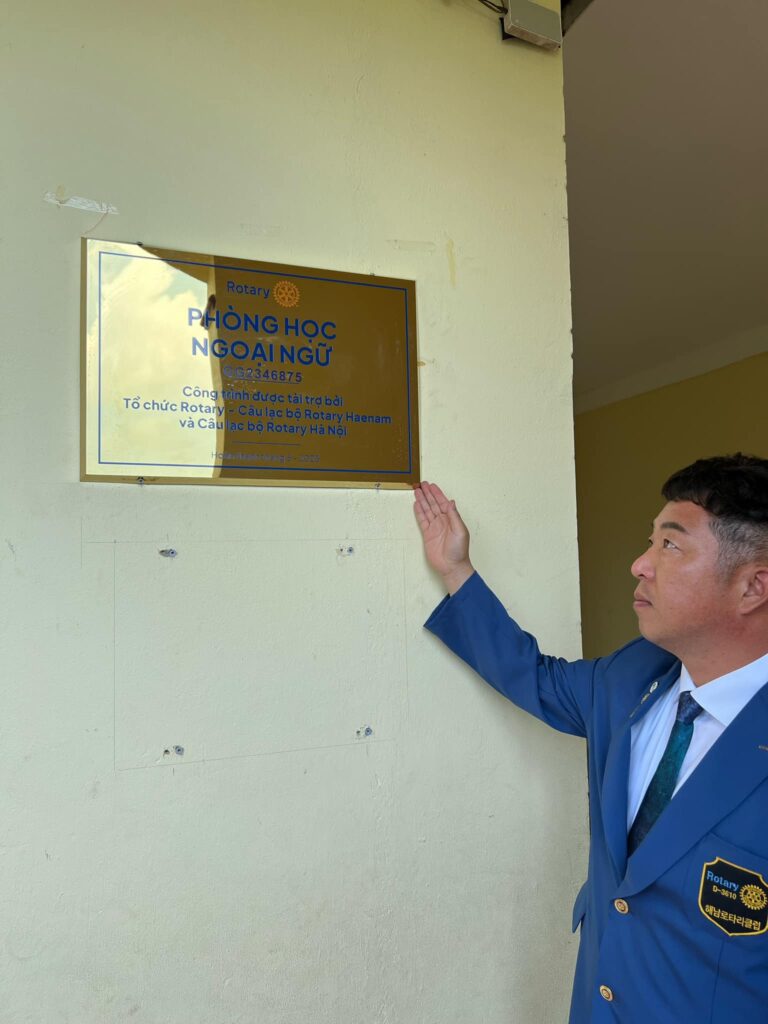 Rotary
PHÒNG HỌC
NGOẠI NGỮ
GG2346875
Công trình được tài trợ bởi
Tổ chức Rotary - Câu lạc bộ Rotary Haenam
và Câu lạc bộ Rotary Hà Nội
Rotary
D-3610
해남로타리클럽